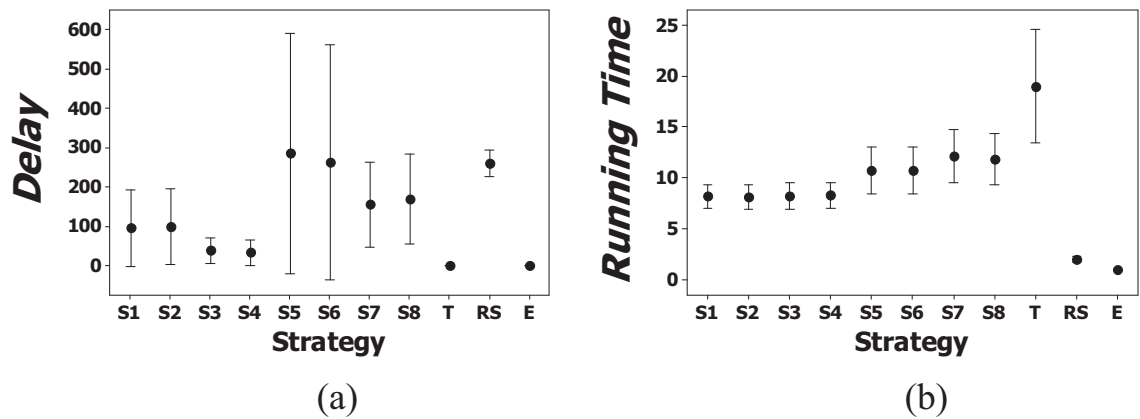 600
500
400
300
200
100
0
Delay
S1 S2 S3 S4 S5 S6 S7 S8 T RS E
Strategy
(a)
25
20
15
10
5
0
Running Time
S1 S2 S3 S4 S5 S6 S7 S8 T RS E
Strategy
(b)